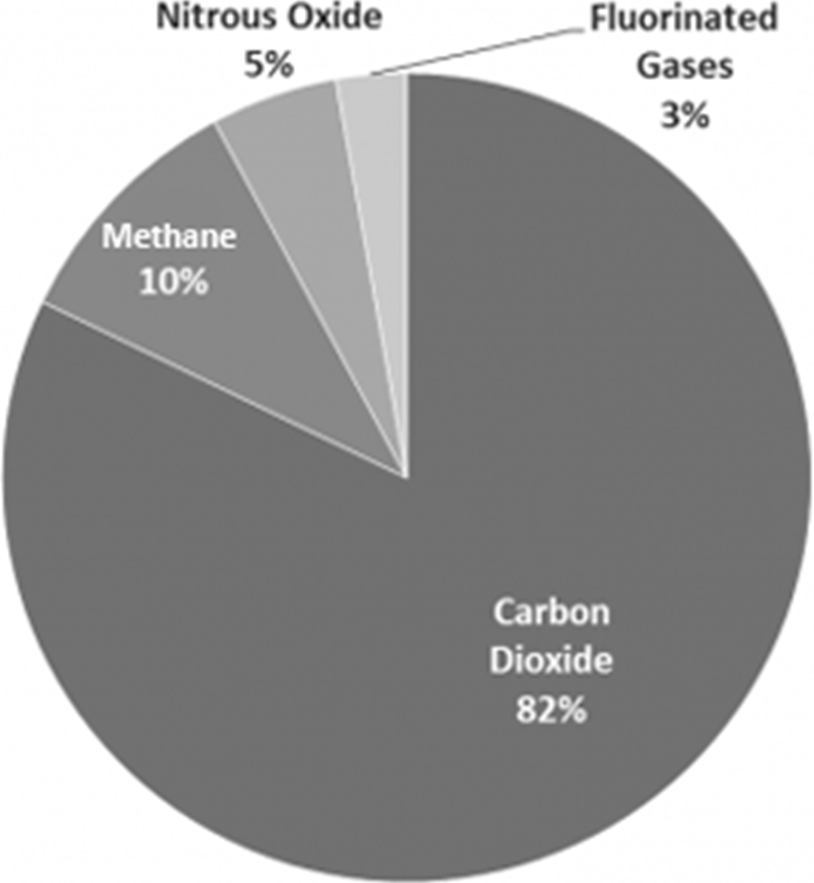 Nitrous Oxide
5%
Fluorinated
Gases
3%
Methane
10%
Carbon
Dioxide
82%